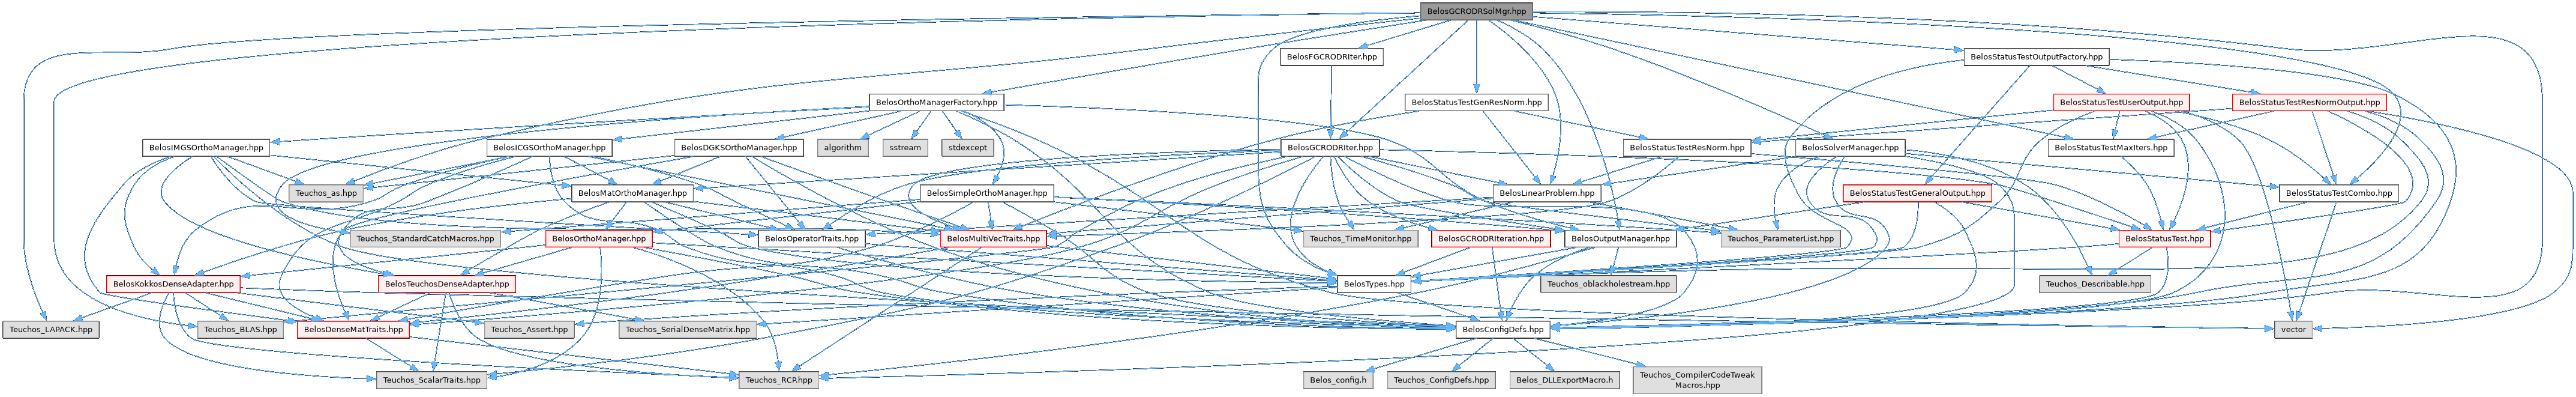 BelosGCRODRSolMgr.hpp
BelosFGCRODRIter.hpp
BelosStatusTestOutputFactory.hpp
BelosOrthoManagerFactory.hpp
BelosStatusTestGenResNorm.hpp
BelosStatusTestUserOutput.hpp
BelosStatusTestResNormOutput.hpp
BelosIMGSOrthoManager.hpp
BelosICGSOrthoManager.hpp
BelosDGKSOrthoManager.hpp
algorithm
sstream
stdexcept
BelosGCRODRIter.hpp
BelosStatusTestResNorm.hpp
BelosSolverManager.hpp
BelosStatusTestMaxIters.hpp
Teuchos_as.hpp
BelosMatOrthoManager.hpp
BelosSimpleOrthoManager.hpp
BelosLinearProblem.hpp
BelosStatusTestGeneralOutput.hpp
BelosStatusTestCombo.hpp
Teuchos_StandardCatchMacros.hpp
BelosOrthoManager.hpp
BelosOperatorTraits.hpp
BelosMultiVecTraits.hpp
Teuchos_TimeMonitor.hpp
BelosGCRODRIteration.hpp
BelosOutputManager.hpp
Teuchos_ParameterList.hpp
BelosStatusTest.hpp
BelosKokkosDenseAdapter.hpp
BelosTeuchosDenseAdapter.hpp
BelosTypes.hpp
Teuchos_oblackholestream.hpp
Teuchos_Describable.hpp
Teuchos_LAPACK.hpp
Teuchos_BLAS.hpp
BelosDenseMatTraits.hpp
Teuchos_Assert.hpp
Teuchos_SerialDenseMatrix.hpp
BelosConfigDefs.hpp
vector
Teuchos_ScalarTraits.hpp
Teuchos_RCP.hpp
Belos_config.h
Teuchos_ConfigDefs.hpp
Belos_DLLExportMacro.h
Teuchos_CompilerCodeTweak
Macros.hpp